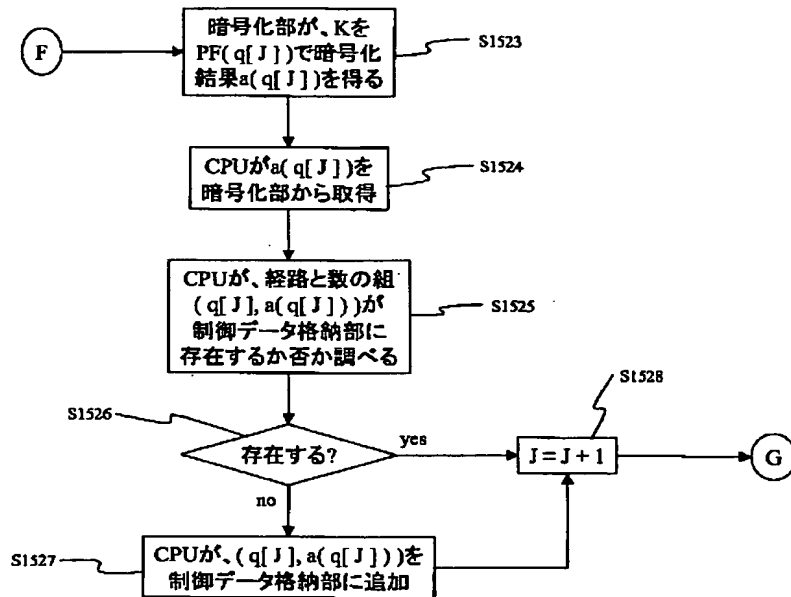 F
暗号化部が、Kを
PF( q[ J ] )で暗号化
結果a( q[ J ] )を得る
S1523
CPUがa( q[ J ] )を
暗号化部から取得
S1524
CPUが、経路と数の組
( q[ J ], a( q[ J ] ) )が
制御データ格納部に
存在するか否か調べる
S1525
S1526
存在する?
yes
no
S1528
J = J + 1
G
S1527
CPUが、( q[ J ], a( q[ J ] ) )を
制御データ格納部に追加